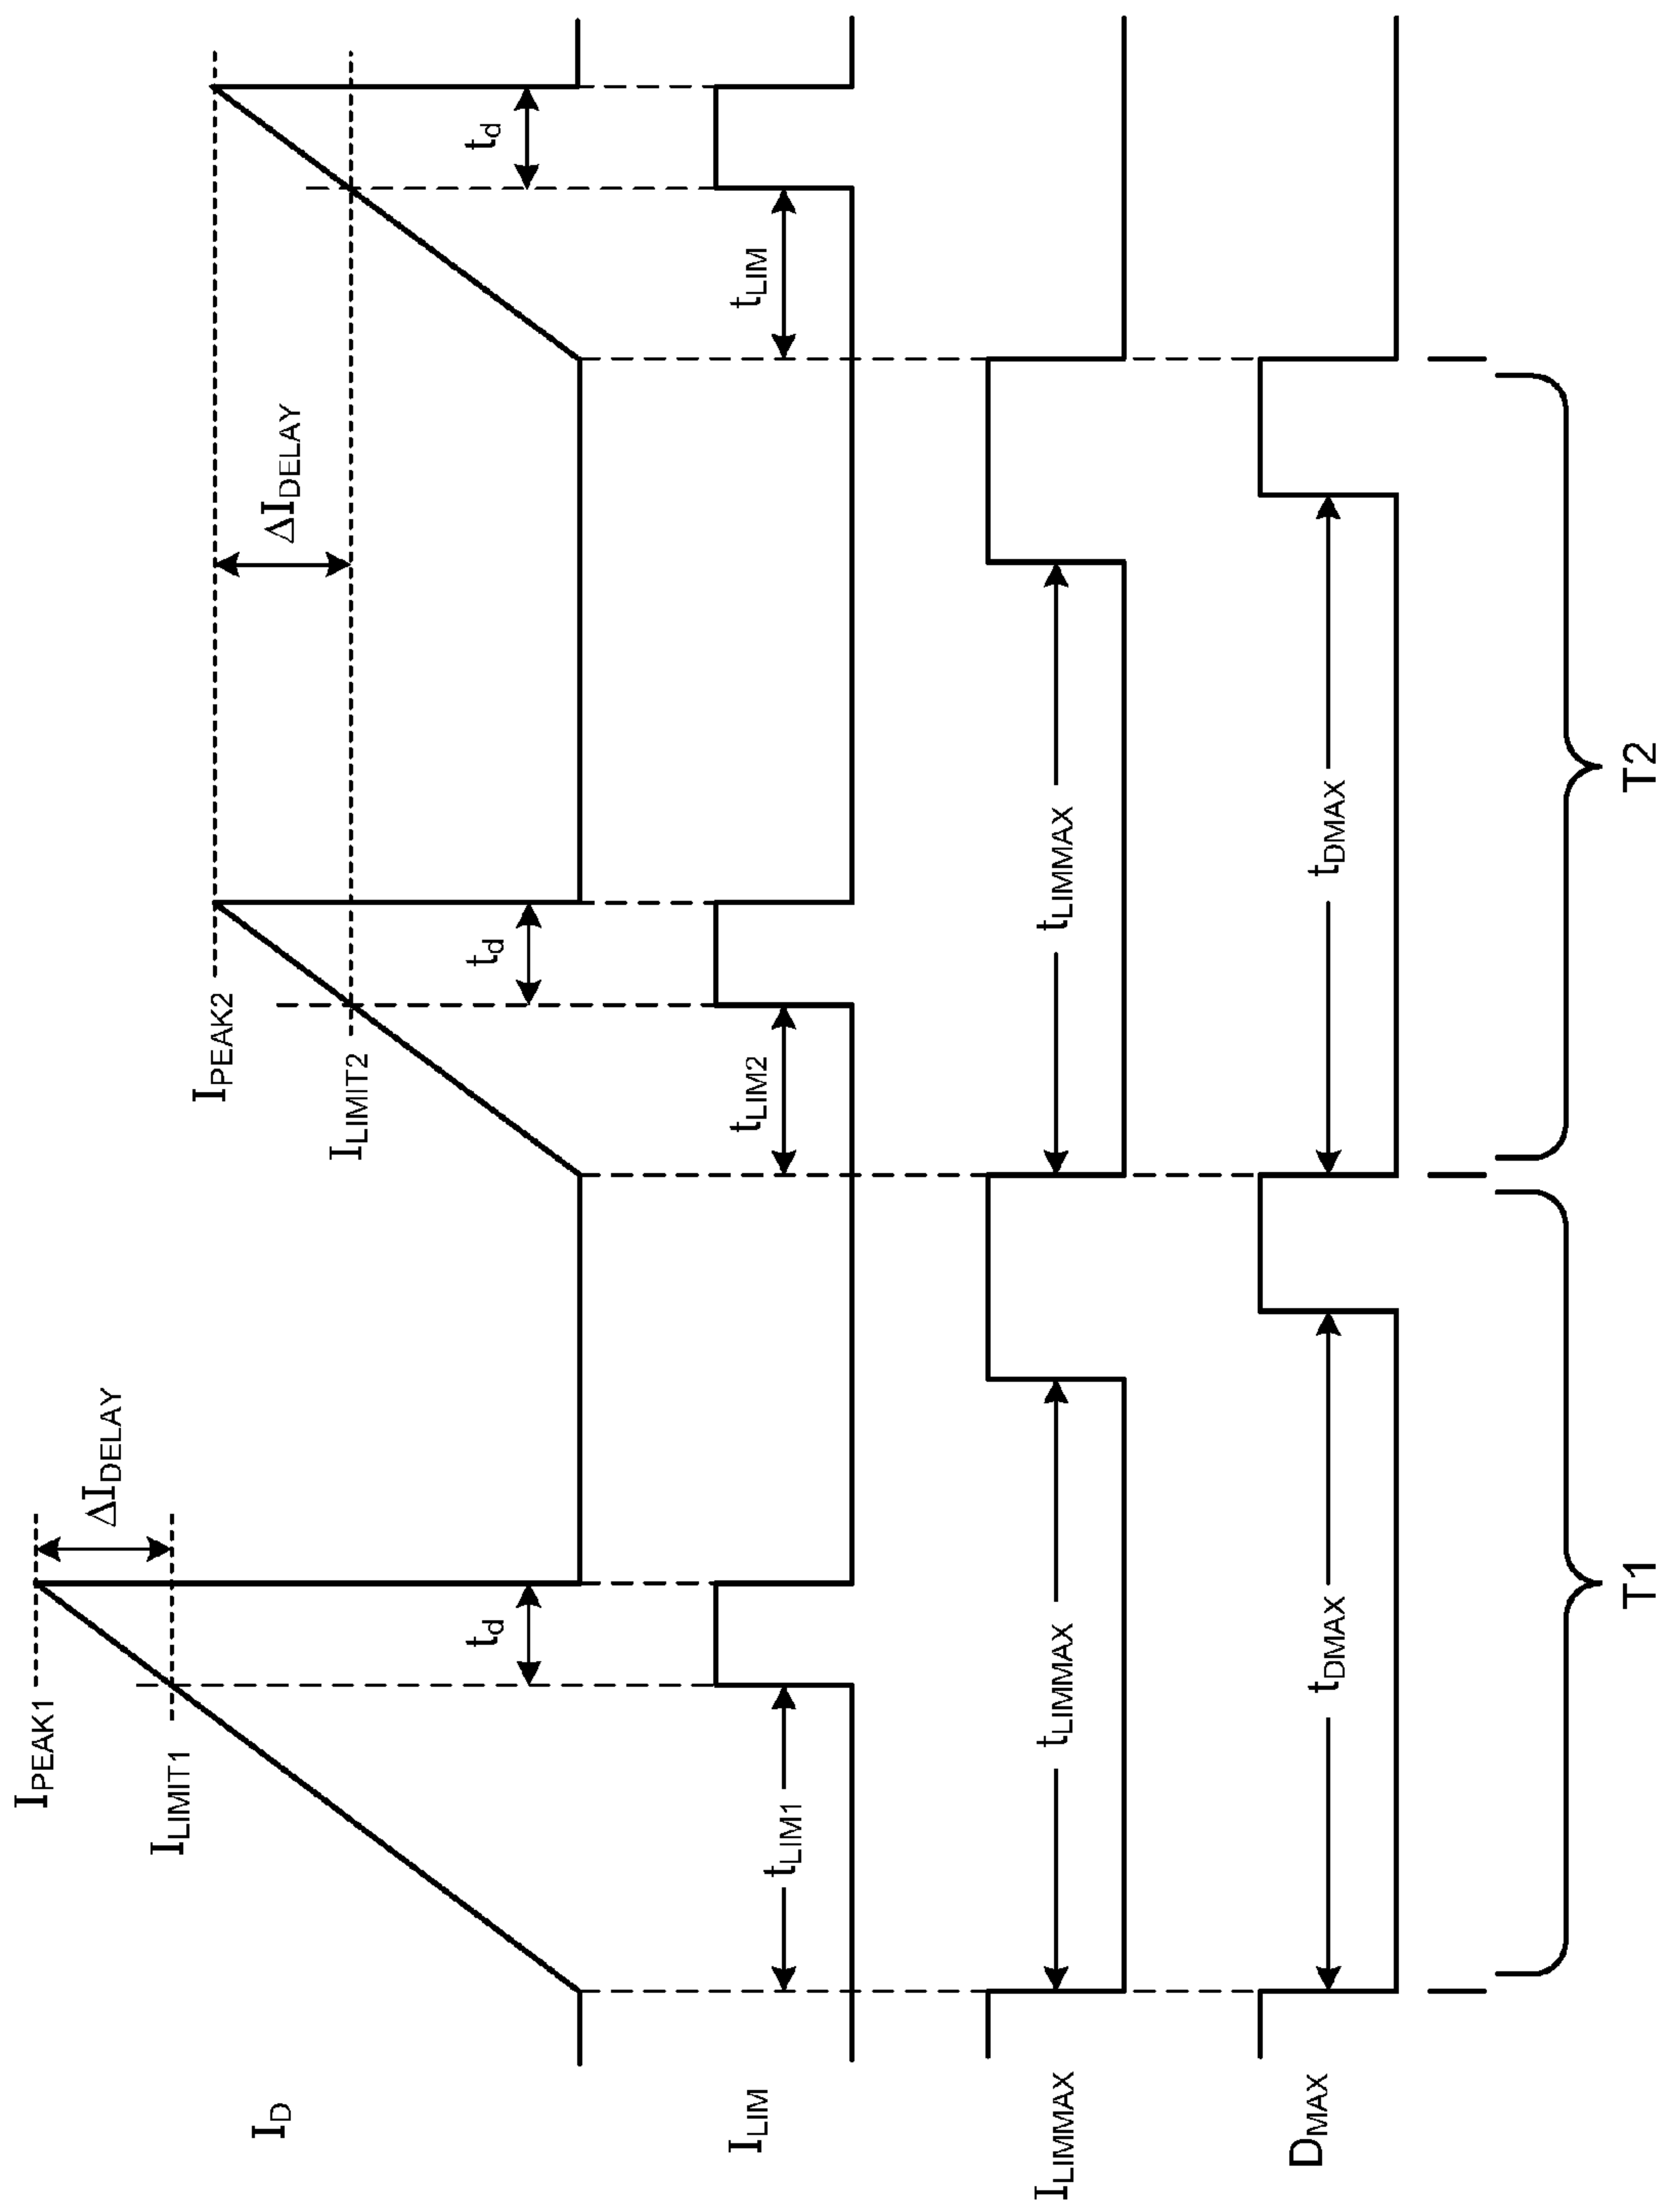 I_D
I_PEAK1
I_LIMIT1
ΔI_DELAY
t_d
I_PEAK2
I_LIMIT2
t_d
ΔI_DELAY
t_d
I_LIM
t_LIM1
t_LIM2
t_LIM
I_LIMMAX
t_LIMMAX
t_LIMMAX
D_MAX
t_DMAX
t_DMAX
T1
T2